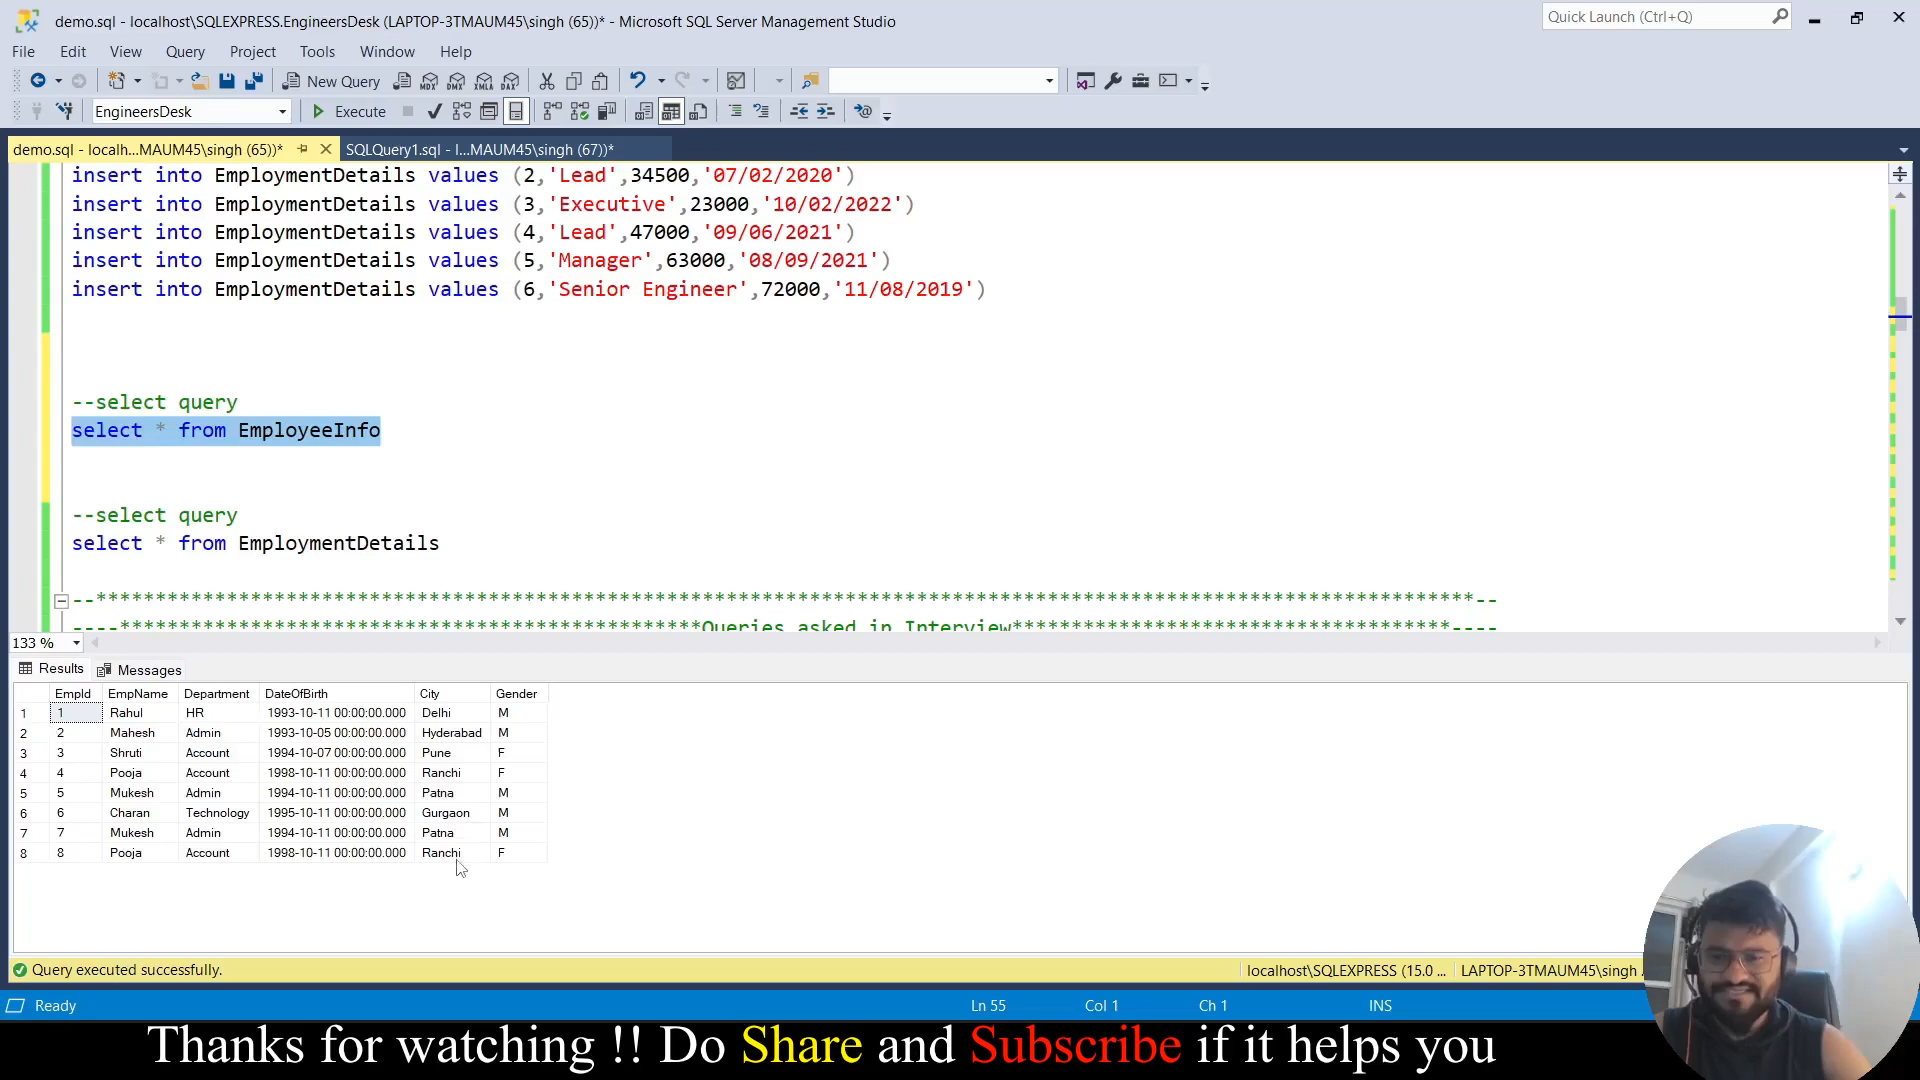 demo.sql - localhost\SQLEXPRESS.EngineersDesk (LAPTOP-3TMAUM45\singh (65))* - Microsoft SQL Server Management Studio
Quick Launch (Ctrl+Q)
File Edit View Query Project Tools Window Help
New Query
EngineersDesk Execute
demo.sql - localh...MAUM45\singh (65))* SQLQuery1.sql - l...MAUM45\singh (67))*
insert into EmploymentDetails values (2,'Lead',34500,'07/02/2020')
insert into EmploymentDetails values (3,'Executive',23000,'10/02/2022')
insert into EmploymentDetails values (4,'Lead',47000,'09/06/2021')
insert into EmploymentDetails values (5,'Manager',63000,'08/09/2021')
insert into EmploymentDetails values (6,'Senior Engineer',72000,'11/08/2019')
--select query
select * from EmployeeInfo
--select query
select * from EmploymentDetails
--********************************************************************************************************************--
----*************************************************Queries asked in Interview*************************************----
133 %
Results Messages
EmpId EmpName Department DateOfBirth City Gender
1 1 Rahul HR 1993-10-11 00:00:00.000 Delhi M
2 2 Mahesh Admin 1993-10-05 00:00:00.000 Hyderabad M
3 3 Shruti Account 1994-10-07 00:00:00.000 Pune F
4 4 Pooja Account 1998-10-11 00:00:00.000 Ranchi F
5 5 Mukesh Admin 1994-10-11 00:00:00.000 Patna M
6 6 Charan Technology 1995-10-11 00:00:00.000 Gurgaon M
7 7 Mukesh Admin 1994-10-11 00:00:00.000 Patna M
8 8 Pooja Account 1998-10-11 00:00:00.000 Ranchi F
Query executed successfully. localhost\SQLEXPRESS (15.0 ... LAPTOP-3TMAUM45\singh
Ready Ln 55 Col 1 Ch 1 INS
Thanks for watching !! Do Share and Subscribe if it helps you